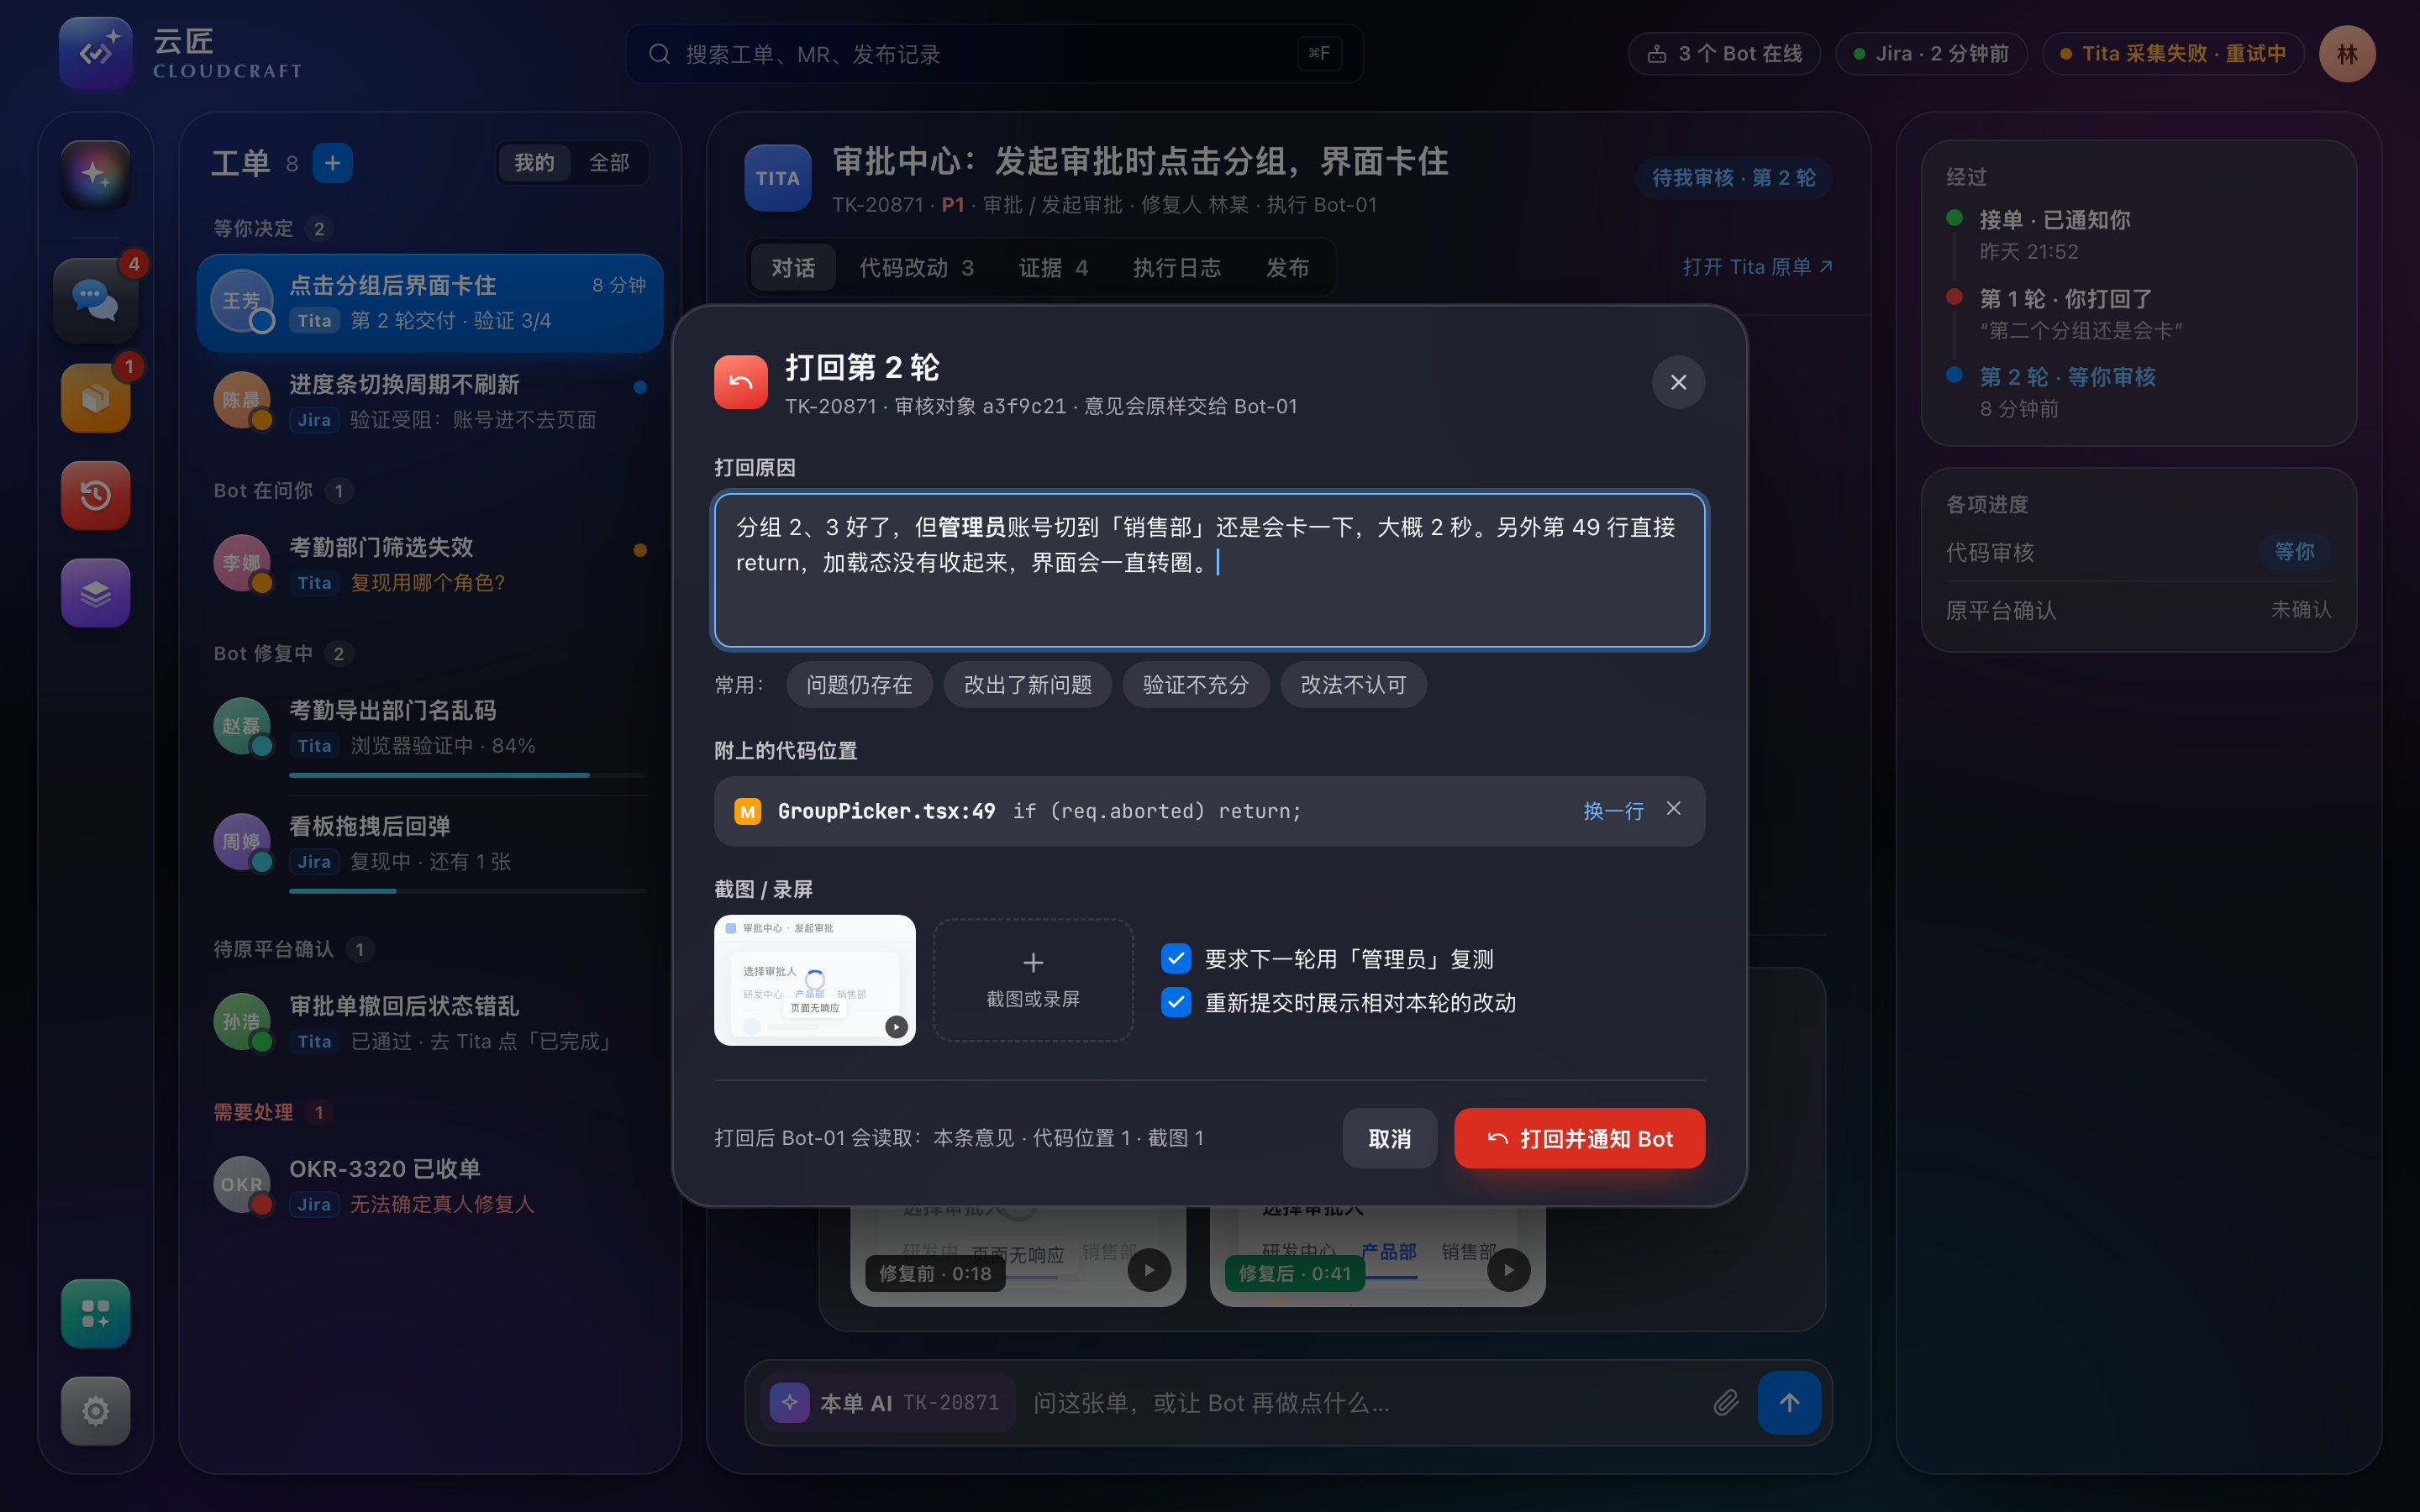 云匠
CLOUDCRAFT
搜索工单、MR、发布记录
⌘F
3 个 Bot 在线
Jira · 2 分钟前
Tita 采集失败 · 重试中
林
4
1
工单 8
我的 全部
等你决定 2
王芳
点击分组后界面卡住
8 分钟
Tita 第 2 轮交付 · 验证 3/4
陈晨
进度条切换周期不刷新
Jira 验证受阻：账号进不去页面
Bot 在问你 1
李娜
考勤部门筛选失效
Tita 复现用哪个角色?
Bot 修复中 2
赵磊
考勤导出部门名乱码
Tita 浏览器验证中 · 84%
周婷
看板拖拽后回弹
Jira 复现中 · 还有 1 张
待原平台确认 1
孙浩
审批单撤回后状态错乱
Tita 已通过 · 去 Tita 点「已完成」
需要处理 1
OKR
OKR-3320 已收单
Jira 无法确定真人修复人
TITA
审批中心：发起审批时点击分组，界面卡住
TK-20871 · P1 · 审批 / 发起审批 · 修复人 林某 · 执行 Bot-01
待我审核 · 第 2 轮
对话 代码改动 3 证据 4 执行日志 发布
打开 Tita 原单 ↗
打回第 2 轮
TK-20871 · 审核对象 a3f9c21 · 意见会原样交给 Bot-01
打回原因
分组 2、3 好了，但管理员账号切到「销售部」还是会卡一下，大概 2 秒。另外第 49 行直接
return，加载态没有收起来，界面会一直转圈。
常用： 问题仍存在 改出了新问题 验证不充分 改法不认可
附上的代码位置
M GroupPicker.tsx:49 if (req.aborted) return;
换一行
截图 / 录屏
审批中心 · 发起审批
选择审批人
研发中心 产品部 销售部
页面无响应
截图或录屏
要求下一轮用「管理员」复测
重新提交时展示相对本轮的改动
打回后 Bot-01 会读取：本条意见 · 代码位置 1 · 截图 1
取消
打回并通知 Bot
选择审批人
研发中 页面无响应 销售部
修复前 · 0:18
选择审批人
研发中心 产品部 销售部
修复后 · 0:41
本单 AI TK-20871 问这张单，或让 Bot 再做点什么...
经过
接单 · 已通知你
昨天 21:52
第 1 轮 · 你打回了
“第二个分组还是会卡”
第 2 轮 · 等你审核
8 分钟前
各项进度
代码审核 等你
原平台确认 未确认